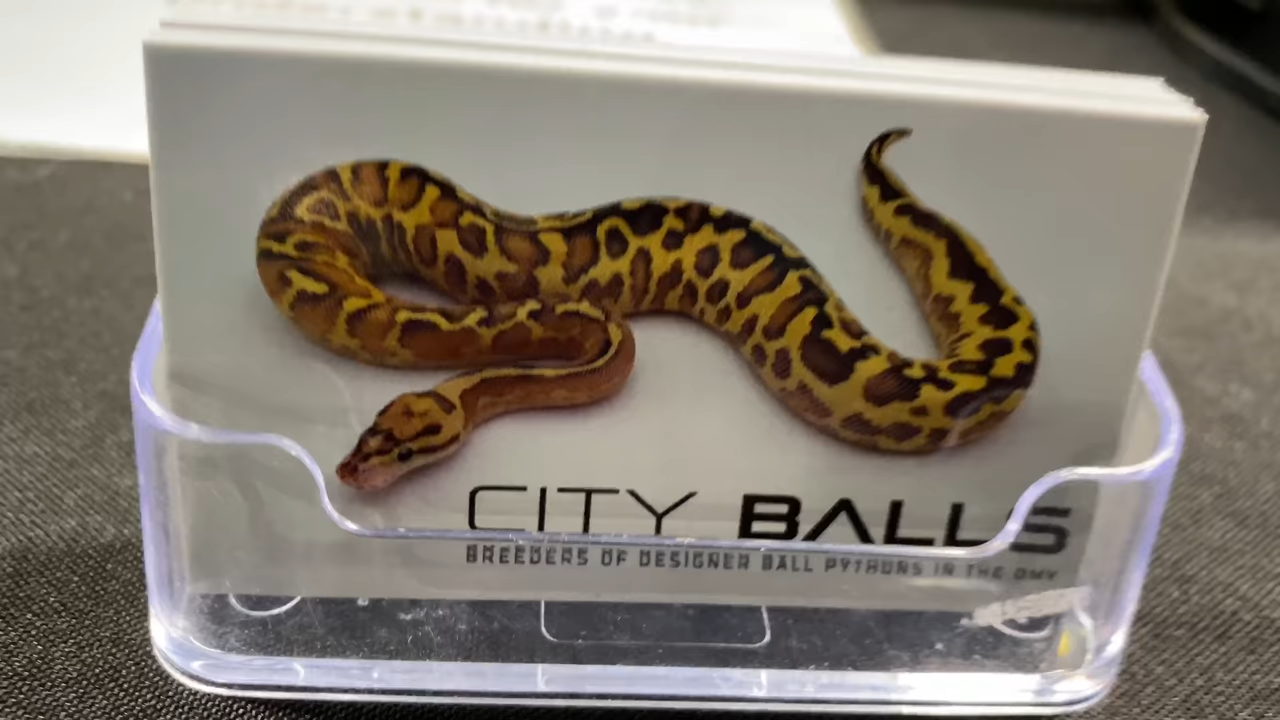 CITY BALLS
BREEDERS OF DESIGNER BALL PYTHONS IN THE DMV